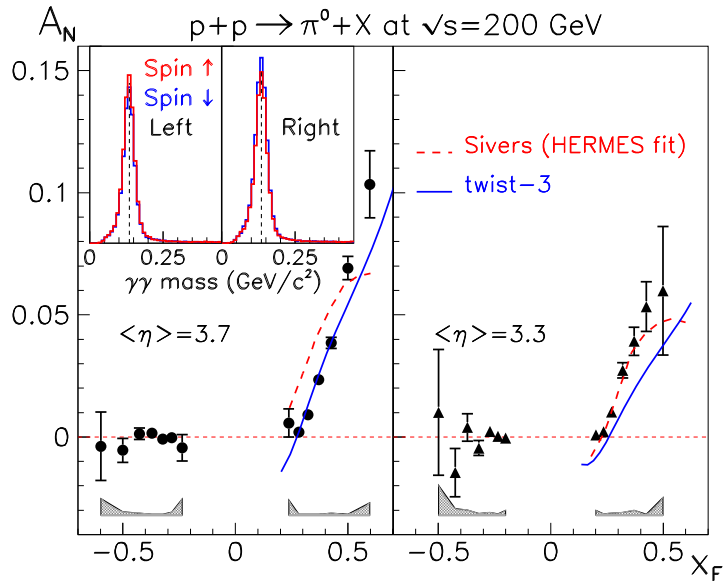 A_N
p+p → π⁰+X at √s=200 GeV
0.15
0.1
0.05
0
Spin ↑
Spin ↓
Left
Right
0 0.25 0 0.25
γγ mass (GeV/c²)
Sivers (HERMES fit)
twist−3
<η>=3.7
<η>=3.3
−0.5 0 0.5 −0.5 0 0.5
x_F